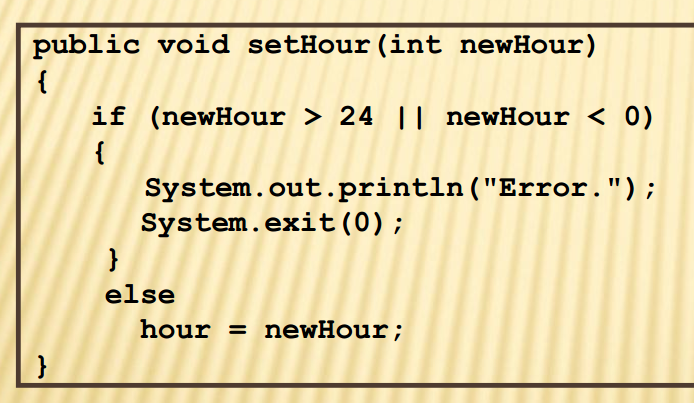 public void setHour(int newHour)
{
if (newHour > 24 || newHour < 0)
{
System.out.println("Error.");
System.exit(0);
}
else
hour = newHour;
}